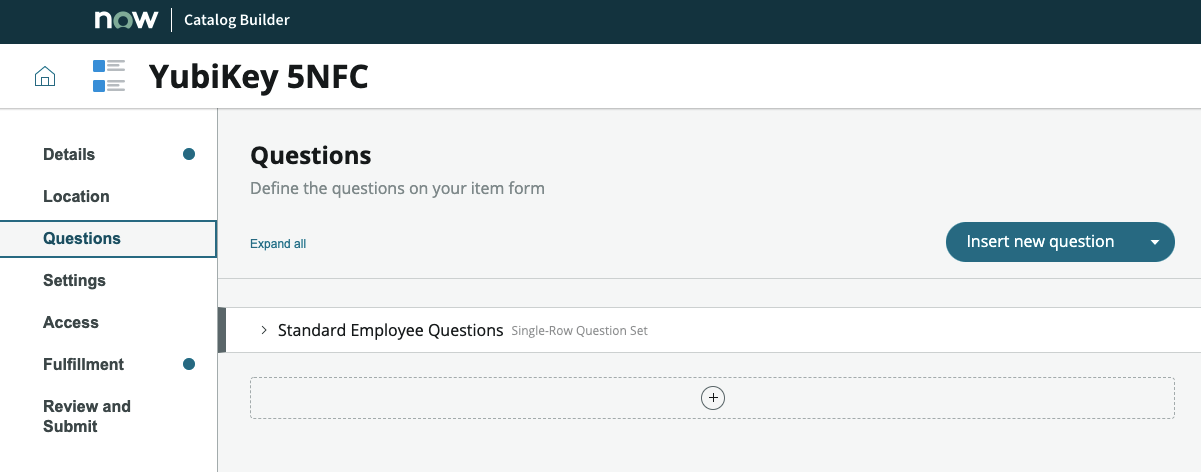 now Catalog Builder
YubiKey 5NFC
Details
Location
Questions
Settings
Access
Fulfillment
Review and
Submit
Questions
Define the questions on your item form
Expand all
Insert new question
Standard Employee Questions Single-Row Question Set